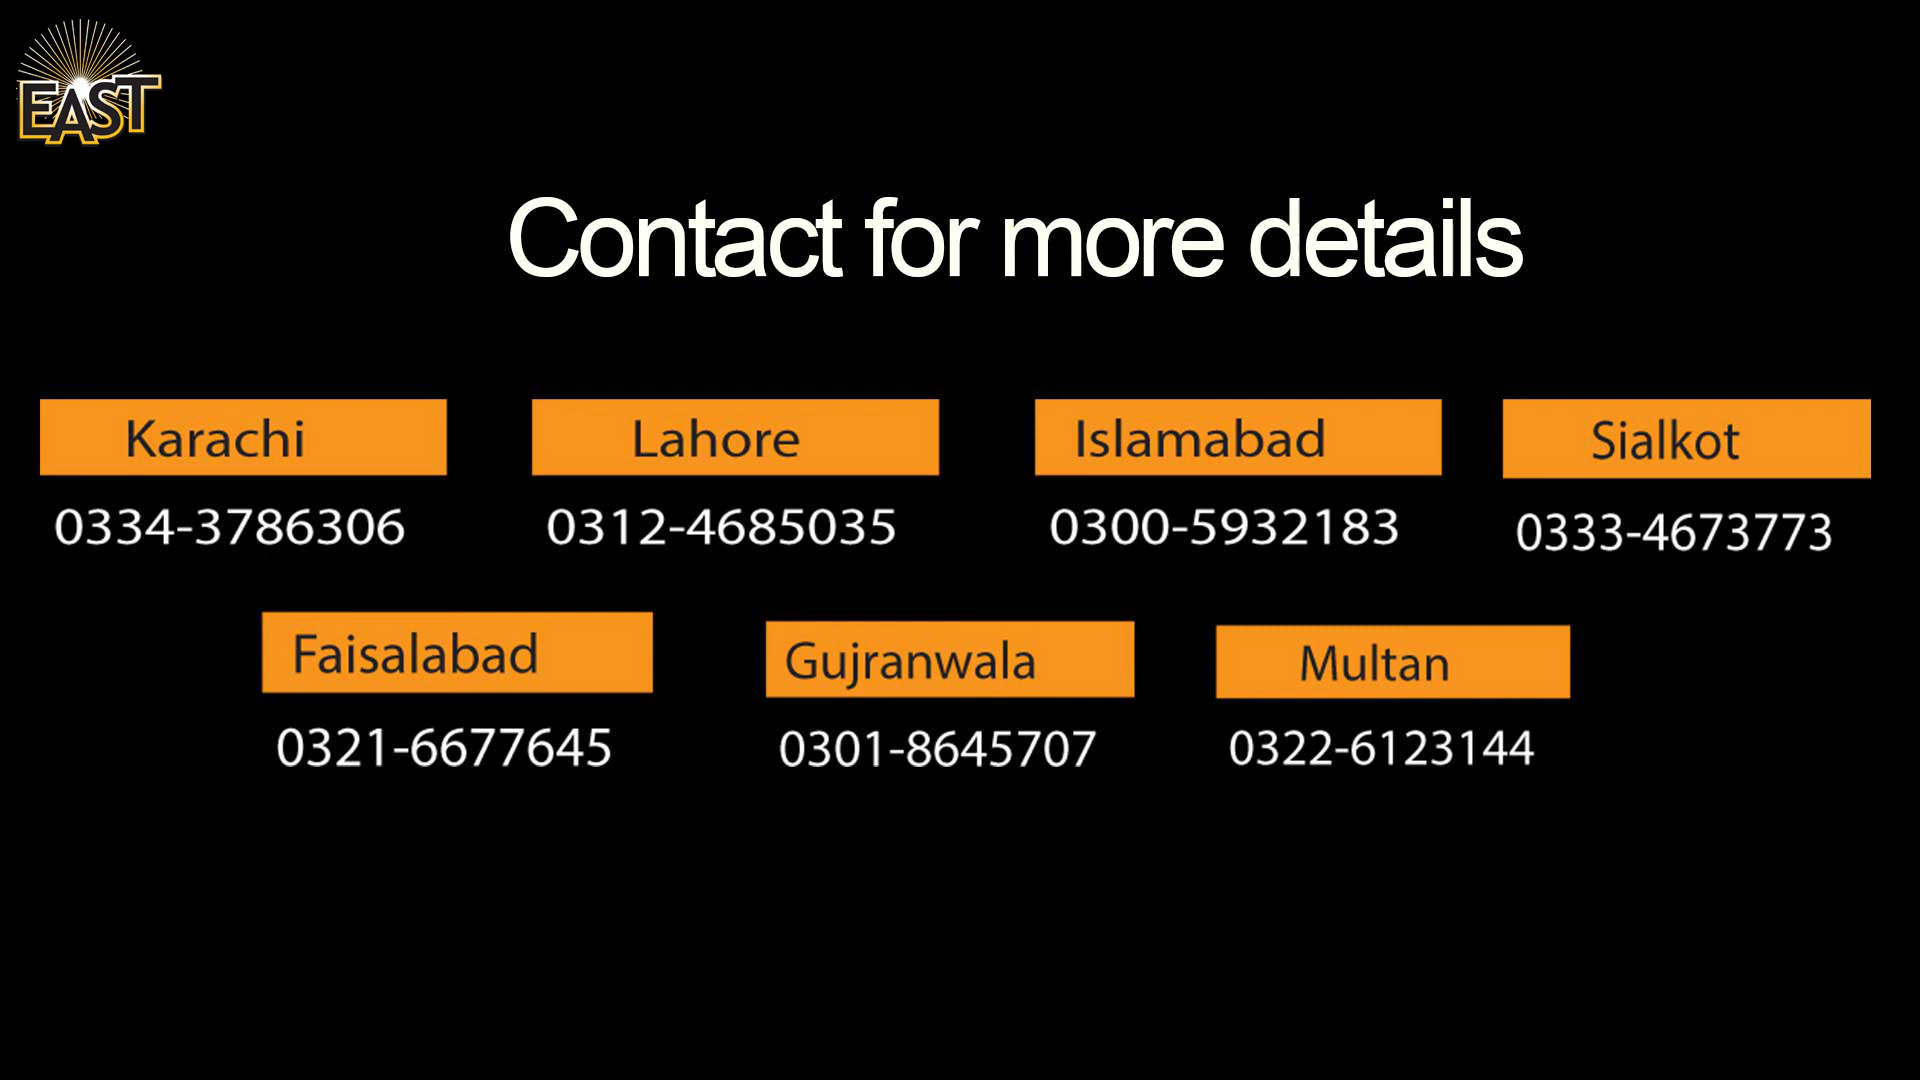 EAST
Contact for more details
Karachi
Lahore
Islamabad
Sialkot
0334-3786306
0312-4685035
0300-5932183
0333-4673773
Faisalabad
Gujranwala
Multan
0321-6677645
0301-8645707
0322-6123144